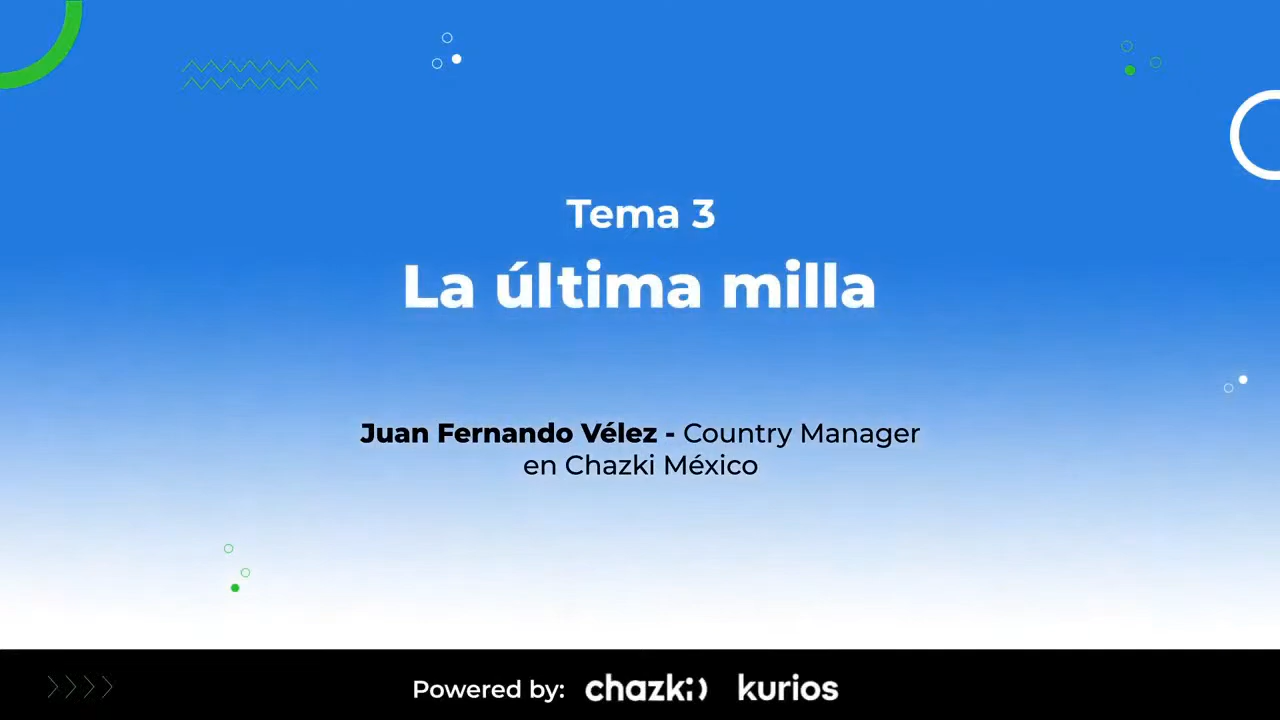 Tema 3
La última milla
Juan Fernando Vélez - Country Manager
en Chazki México
Powered by: chazki:) kurios